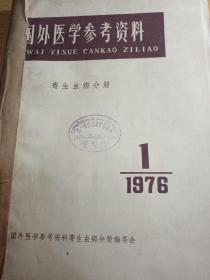 国外医学参考资料
WAI YIXUE CANKAO ZILIAO
寄生虫病分册
1
1976
国外医学参考资料寄生虫病分册编委会